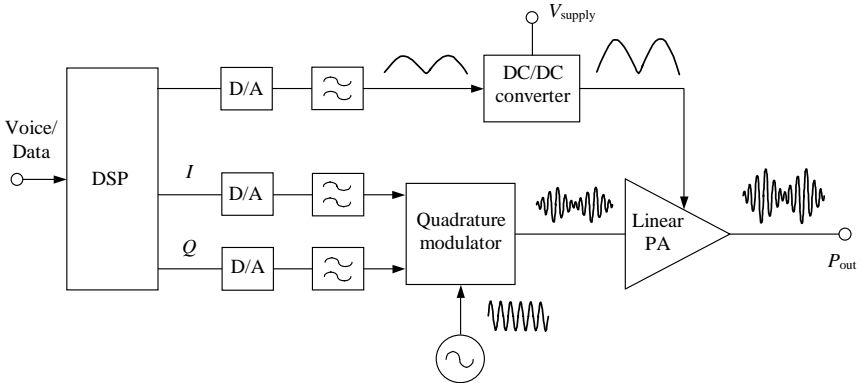 V_supply
D/A
DC/DC
converter
Voice/
Data
DSP
I
D/A
Quadrature
modulator
Linear
PA
Q
D/A
P_out